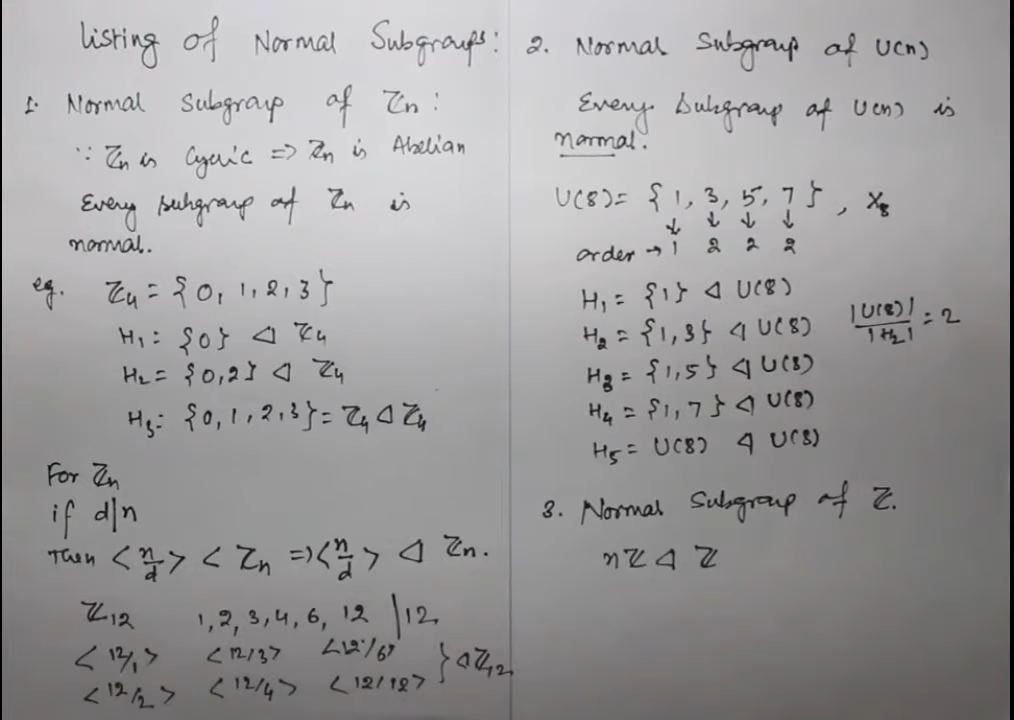 Listing of Normal Subgroups:
1. Normal Subgroup of ℤn:
∵ ℤn is Cyclic => ℤn is Abelian
Every subgroup of ℤn is
normal.
eg. ℤ4 = {0, 1, 2, 3}
H1 = {0} ◁ ℤ4
H2 = {0, 2} ◁ ℤ4
H3 = {0, 1, 2, 3} = ℤ4 ◁ ℤ4
For ℤn
if d|n
Then <n/d> < ℤn => <n/d> ◁ ℤn.
ℤ12 1, 2, 3, 4, 6, 12 | 12
<12/1> <12/3> <12/6> } ◁ ℤ12
<12/2> <12/4> <12/12>
2. Normal Subgroup of U(n)
Every Subgroup of U(n) is
normal.
U(8) = {1, 3, 5, 7}, ×8
↓ ↓ ↓ ↓
order → 1 2 2 2
H1 = {1} ◁ U(8)
H2 = {1, 3} ◁ U(8) |U(8)|/|H2| = 2
H3 = {1, 5} ◁ U(8)
H4 = {1, 7} ◁ U(8)
H5 = U(8) ◁ U(8)
3. Normal Subgroup of ℤ.
nℤ ◁ ℤ